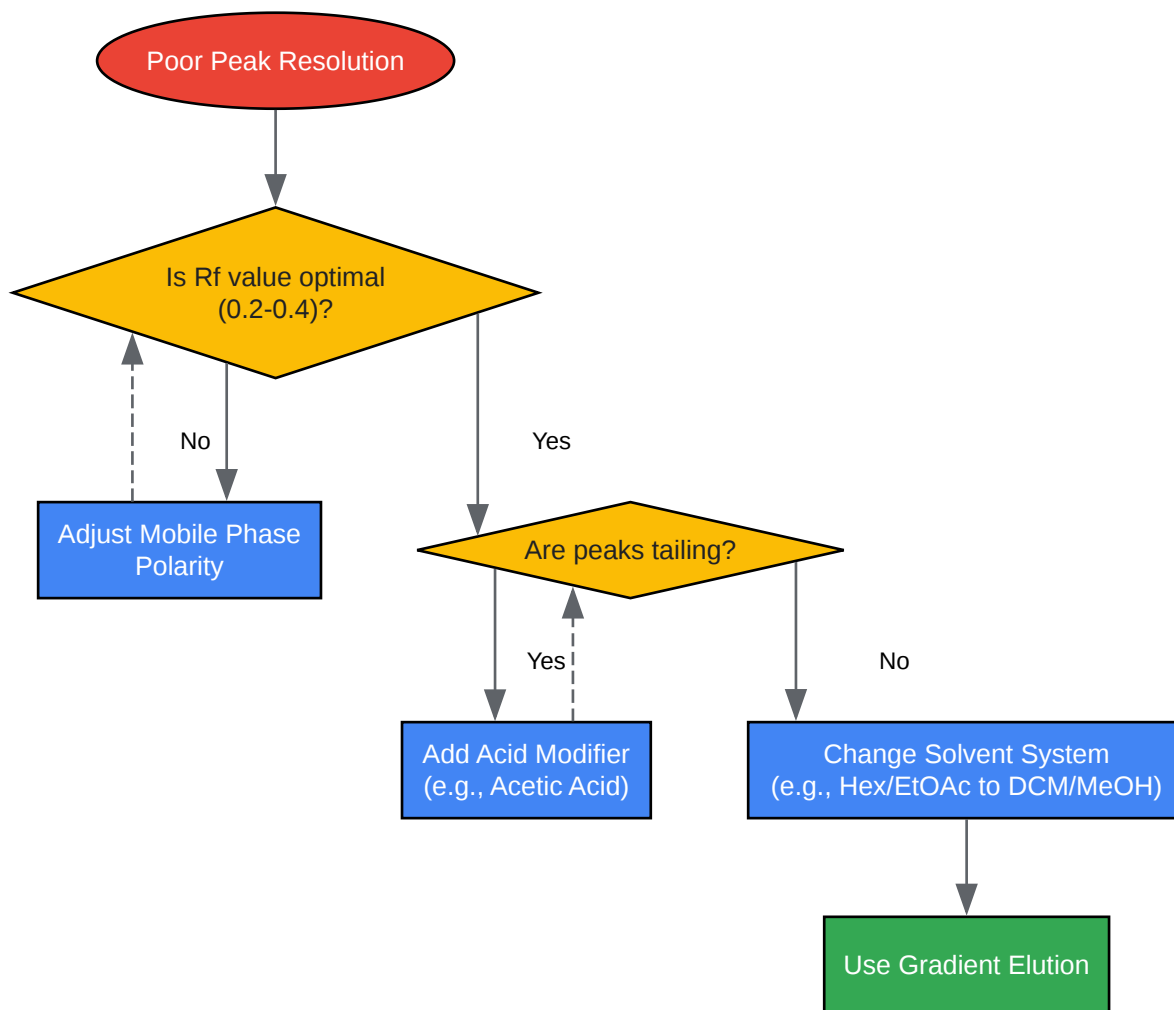 Poor Peak Resolution
Is Rf value optimal
(0.2-0.4)?
No
Yes
Adjust Mobile Phase
Polarity
Are peaks tailing?
Yes
No
Add Acid Modifier
(e.g., Acetic Acid)
Change Solvent System
(e.g., Hex/EtOAc to DCM/MeOH)
Use Gradient Elution